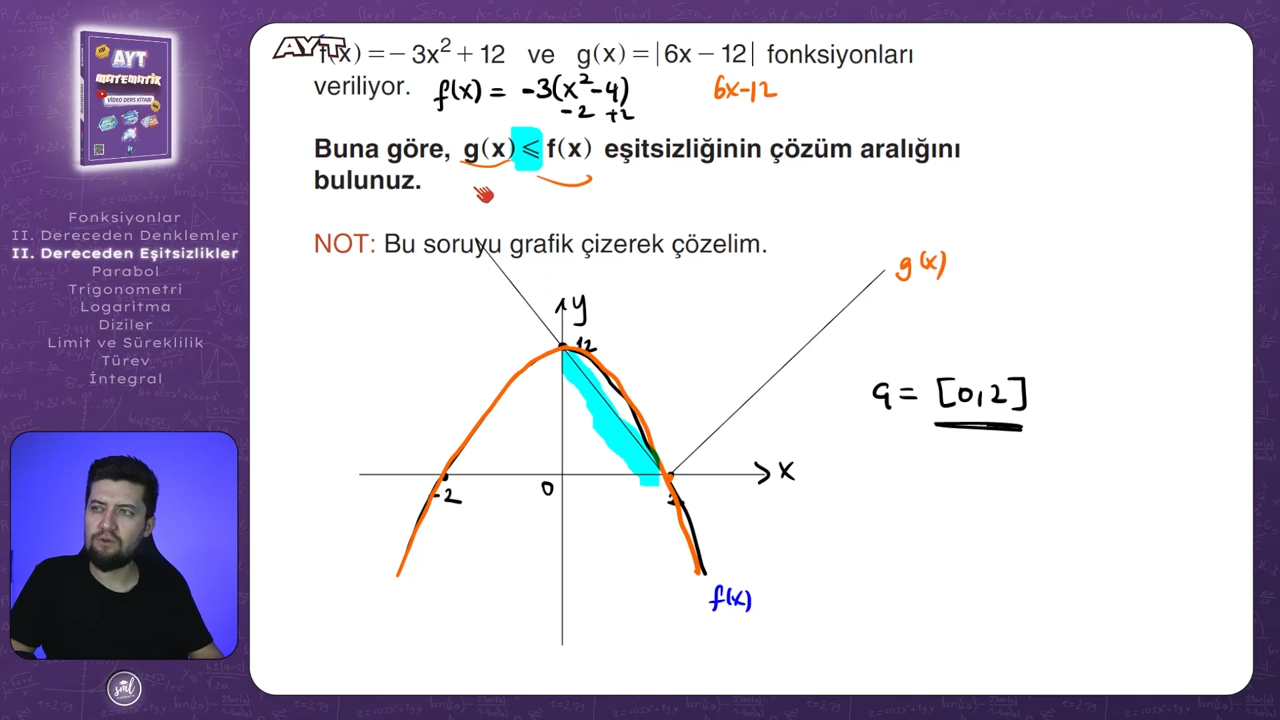 AYT
MATEMATİK
VİDEO DERS KİTABI
Fonksiyonlar
II. Dereceden Denklemler
II. Dereceden Eşitsizlikler
Parabol
Trigonometri
Logaritma
Diziler
Limit ve Süreklilik
Türev
İntegral
sml
AYT
f(x) = − 3x² + 12 ve g(x) = |6x − 12| fonksiyonları
veriliyor. f(x) = -3(x²-4) 6x-12
-2 +2
Buna göre, g(x) ⩽ f(x) eşitsizliğinin çözüm aralığını
bulunuz.
NOT: Bu soruyu grafik çizerek çözelim.
g(x)
y
12
Ç = [0,2]
x
-2 0 2
f(x)